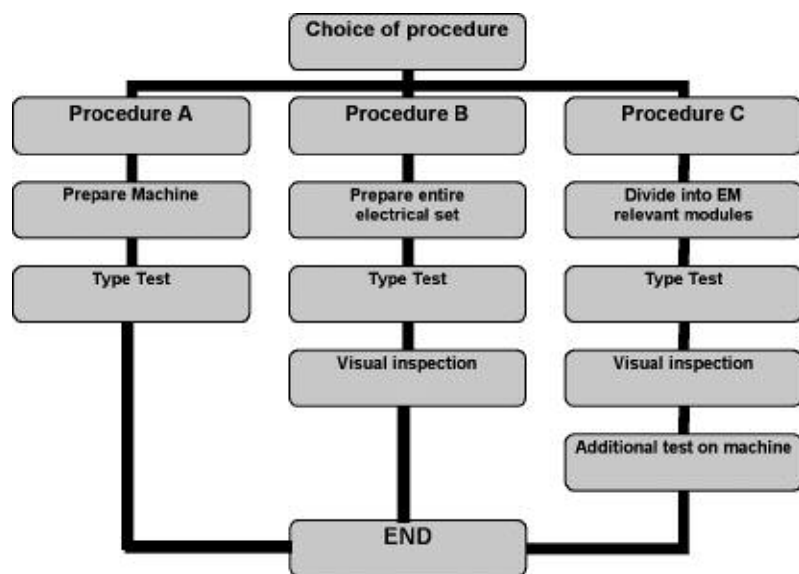 Choice of procedure
Procedure A
Procedure B
Procedure C
Prepare Machine
Prepare entire
electrical set
Divide into EM
relevant modules
Type Test
Type Test
Type Test
Visual inspection
Visual inspection
Additional test on machine
END